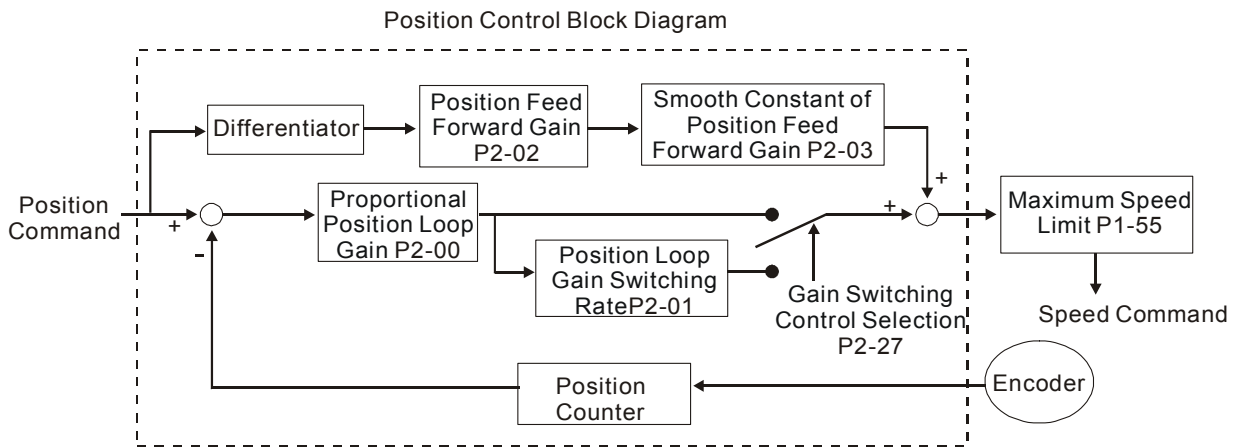 Position Control Block Diagram
Differentiator
Position Feed
Forward Gain
P2-02
Smooth Constant of
Position Feed
Forward Gain P2-03
+
Position
Command
+
-
Proportional
Position Loop
Gain P2-00
+
Maximum Speed
Limit P1-55
Position Loop
Gain Switching
RateP2-01
Gain Switching
Control Selection
P2-27
Speed Command
Position
Counter
Encoder